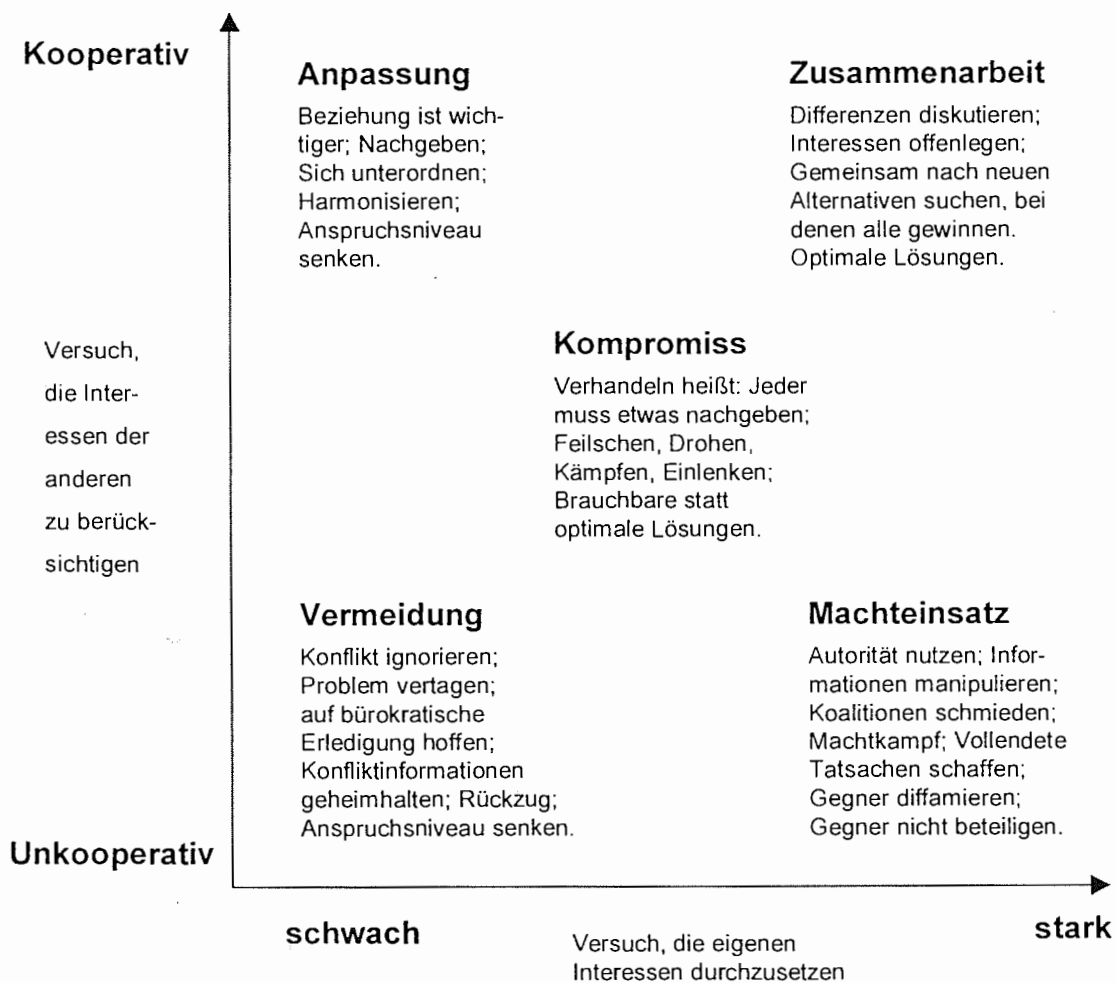 Kooperativ
Anpassung
Beziehung ist wich-
tiger; Nachgeben;
Sich unterordnen;
Harmonisieren;
Anspruchsniveau
senken.
Zusammenarbeit
Differenzen diskutieren;
Interessen offenlegen;
Gemeinsam nach neuen
Alternativen suchen, bei
denen alle gewinnen.
Optimale Lösungen.
Versuch,
die Inter-
essen der
anderen
zu berück-
sichtigen
Kompromiss
Verhandeln heißt: Jeder
muss etwas nachgeben;
Feilschen, Drohen,
Kämpfen, Einlenken;
Brauchbare statt
optimale Lösungen.
Vermeidung
Konflikt ignorieren;
Problem vertagen;
auf bürokratische
Erledigung hoffen;
Konfliktinformationen
geheimhalten; Rückzug;
Anspruchsniveau senken.
Machteinsatz
Autorität nutzen; Infor-
mationen manipulieren;
Koalitionen schmieden;
Machtkampf; Vollendete
Tatsachen schaffen;
Gegner diffamieren;
Gegner nicht beteiligen.
Unkooperativ
schwach
Versuch, die eigenen
Interessen durchzusetzen
stark